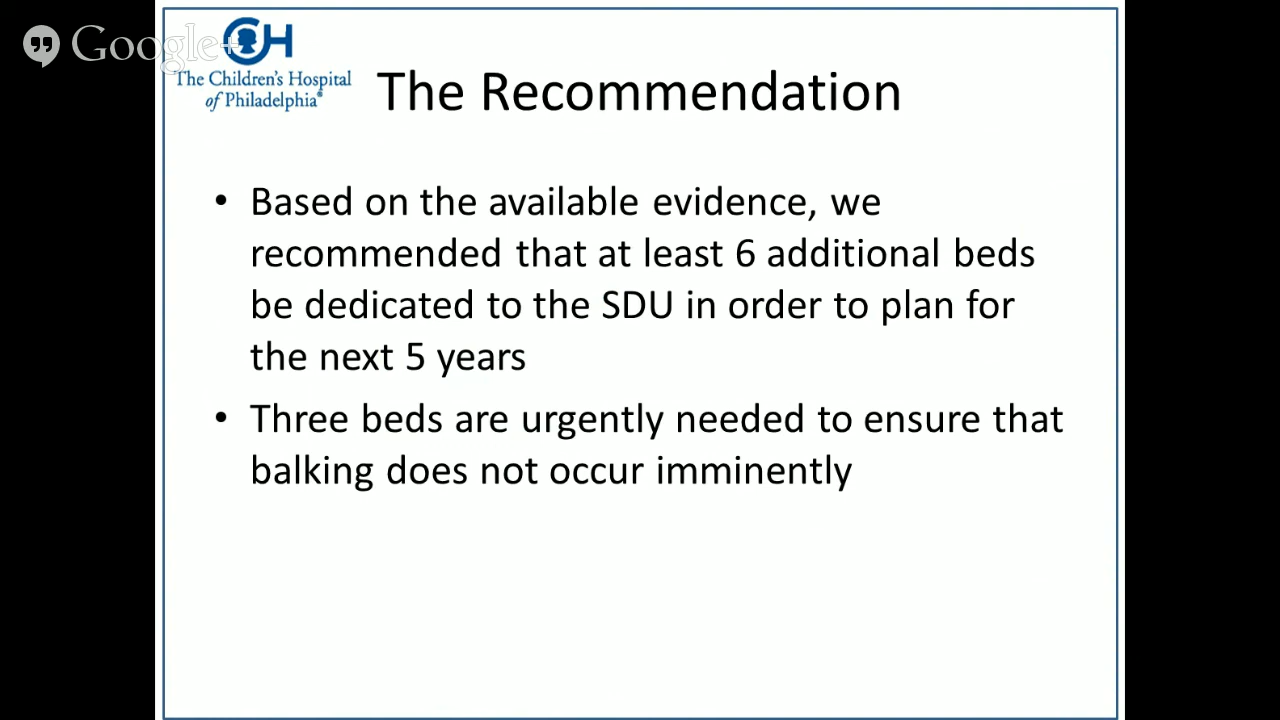 Google+
CH
The Children's Hospital
of Philadelphia®
The Recommendation
• Based on the available evidence, we
recommended that at least 6 additional beds
be dedicated to the SDU in order to plan for
the next 5 years
• Three beds are urgently needed to ensure that
balking does not occur imminently